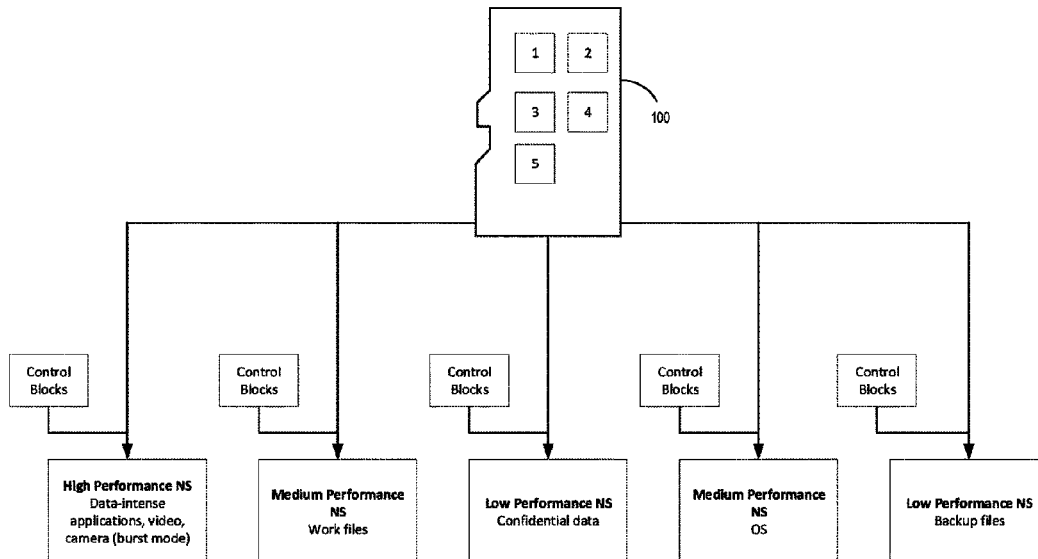 1
2
3
4
5
100
Control
Blocks
Control
Blocks
Control
Blocks
Control
Blocks
Control
Blocks
High Performance NS
Data-intense
applications, video,
camera (burst mode)
Medium Performance
NS
Work files
Low Performance NS
Confidential data
Medium Performance
NS
OS
Low Performance NS
Backup files